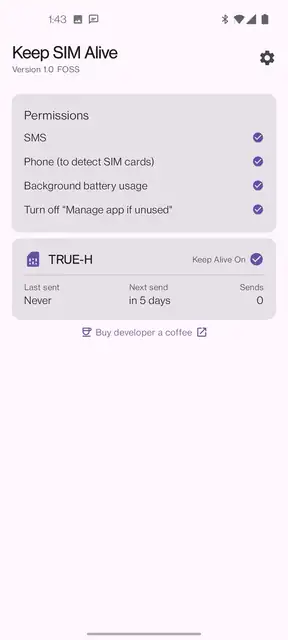 1:43
Keep SIM Alive
Version 1.0 FOSS
Permissions
SMS
Phone (to detect SIM cards)
Background battery usage
Turn off "Manage app if unused"
TRUE-H
Keep Alive On
Last sent Next send Sends
Never in 5 days 0
Buy developer a coffee